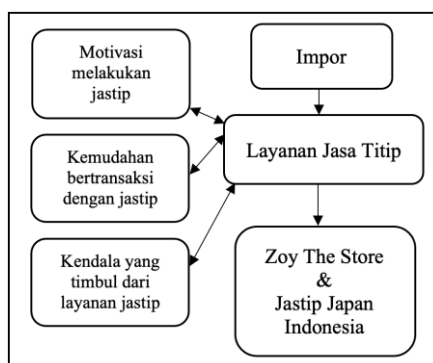 Motivasi
melakukan
jastip
Impor
Kemudahan
bertransaksi
dengan jastip
Layanan Jasa Titip
Kendala yang
timbul dari
layanan jastip
Zoy The Store
&
Jastip Japan
Indonesia